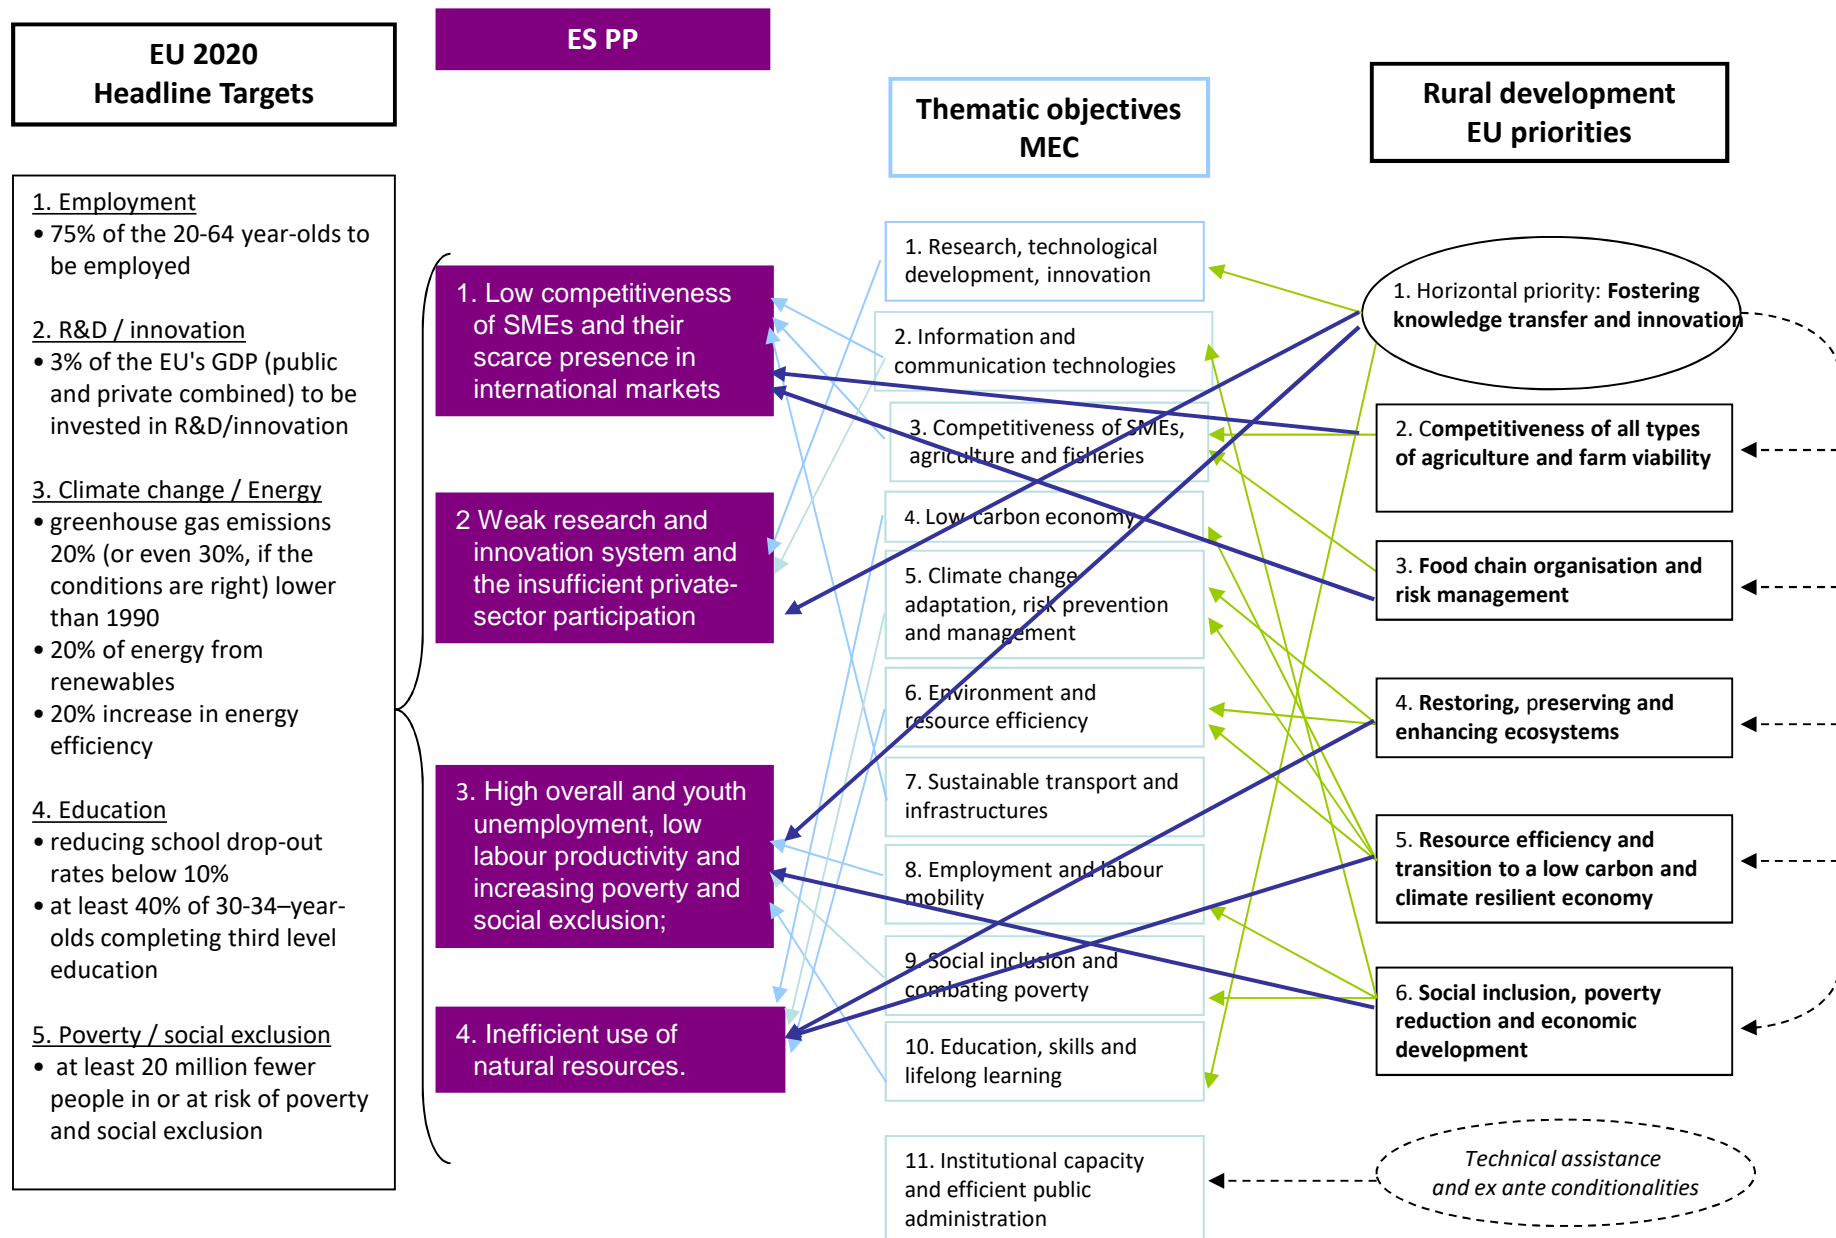 EU 2020
Headline Targets
1. Employment
• 75% of the 20-64 year-olds to
be employed
2. R&D / innovation
• 3% of the EU's GDP (public
and private combined) to be
invested in R&D/innovation
3. Climate change / Energy
• greenhouse gas emissions
20% (or even 30%, if the
conditions are right) lower
than 1990
• 20% of energy from
renewables
• 20% increase in energy
efficiency
4. Education
• reducing school drop-out
rates below 10%
• at least 40% of 30-34–year-
olds completing third level
education
5. Poverty / social exclusion
• at least 20 million fewer
people in or at risk of poverty
and social exclusion
ES PP
1. Low competitiveness
of SMEs and their
scarce presence in
international markets
2 Weak research and
innovation system and
the insufficient private-
sector participation
3. High overall and youth
unemployment, low
labour productivity and
increasing poverty and
social exclusion;
4. Inefficient use of
natural resources.
Thematic objectives
MEC
1. Research, technological
development, innovation
2. Information and
communication technologies
3. Competitiveness of SMEs,
agriculture and fisheries
4. Low-carbon economy
5. Climate change
adaptation, risk prevention
and management
6. Environment and
resource efficiency
7. Sustainable transport and
infrastructures
8. Employment and labour
mobility
9. Social inclusion and
combating poverty
10. Education, skills and
lifelong learning
11. Institutional capacity
and efficient public
administration
Rural development
EU priorities
1. Horizontal priority: Fostering
knowledge transfer and innovation
2. Competitiveness of all types
of agriculture and farm viability
3. Food chain organisation and
risk management
4. Restoring, preserving and
enhancing ecosystems
5. Resource efficiency and
transition to a low carbon and
climate resilient economy
6. Social inclusion, poverty
reduction and economic
development
Technical assistance
and ex ante conditionalities